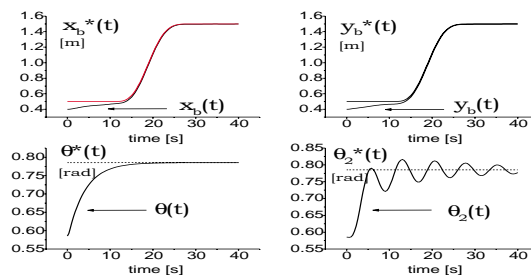 1.6
1.4
1.2
1.0
0.8
0.6
0.4
x_b*(t)
[m]
x_b(t)
0 10 20 30 40
time [s]
1.6
1.4
1.2
1.0
0.8
0.6
0.4
y_b*(t)
[m]
y_b(t)
0 10 20 30 40
time [s]
0.80
0.75
0.70
0.65
0.60
0.55
θ*(t)
[rad]
θ(t)
0 10 20 30 40
time [s]
0.85
0.80
0.75
0.70
0.65
0.60
0.55
θ_2*(t)
[rad]
θ_2(t)
0 10 20 30 40
time [s]